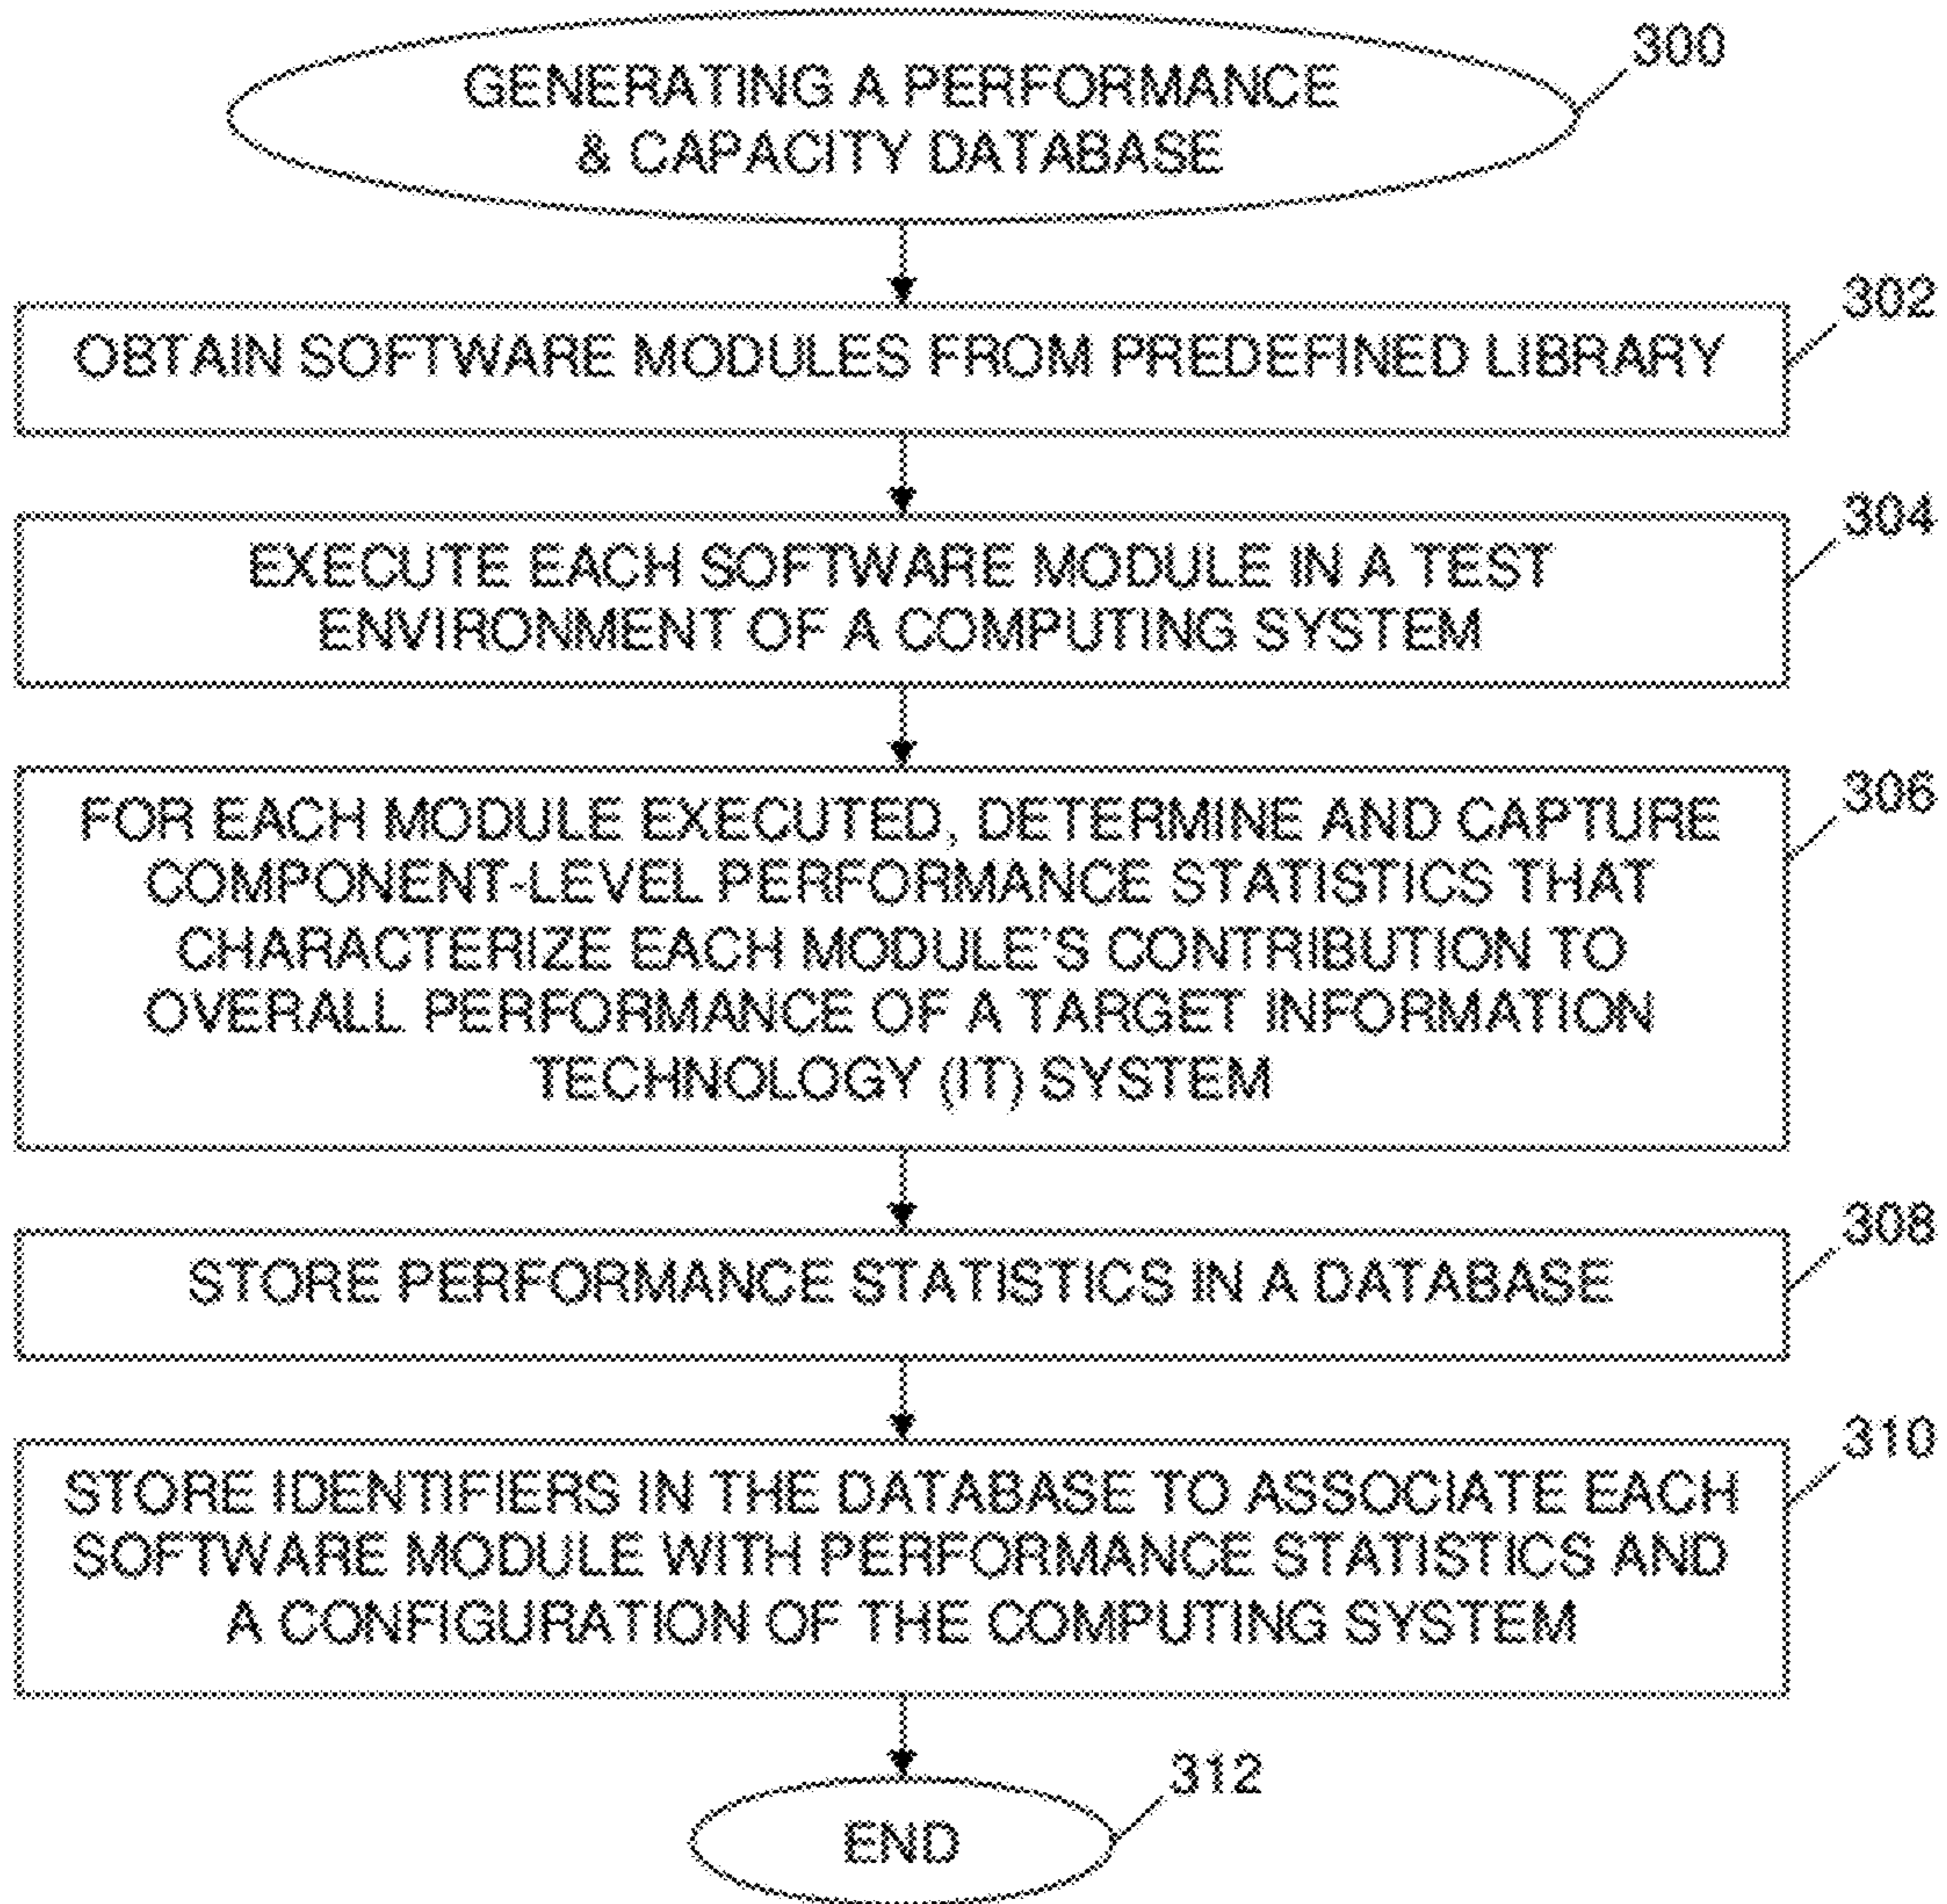 GENERATING A PERFORMANCE
& CAPACITY DATABASE
300
OBTAIN SOFTWARE MODULES FROM PREDEFINED LIBRARY
302
EXECUTE EACH SOFTWARE MODULE IN A TEST
ENVIRONMENT OF A COMPUTING SYSTEM
304
FOR EACH MODULE EXECUTED, DETERMINE AND CAPTURE
COMPONENT-LEVEL PERFORMANCE STATISTICS THAT
CHARACTERIZE EACH MODULE'S CONTRIBUTION TO
OVERALL PERFORMANCE OF A TARGET INFORMATION
TECHNOLOGY (IT) SYSTEM
306
STORE PERFORMANCE STATISTICS IN A DATABASE
308
STORE IDENTIFIERS IN THE DATABASE TO ASSOCIATE EACH
SOFTWARE MODULE WITH PERFORMANCE STATISTICS AND
A CONFIGURATION OF THE COMPUTING SYSTEM
310
END
312